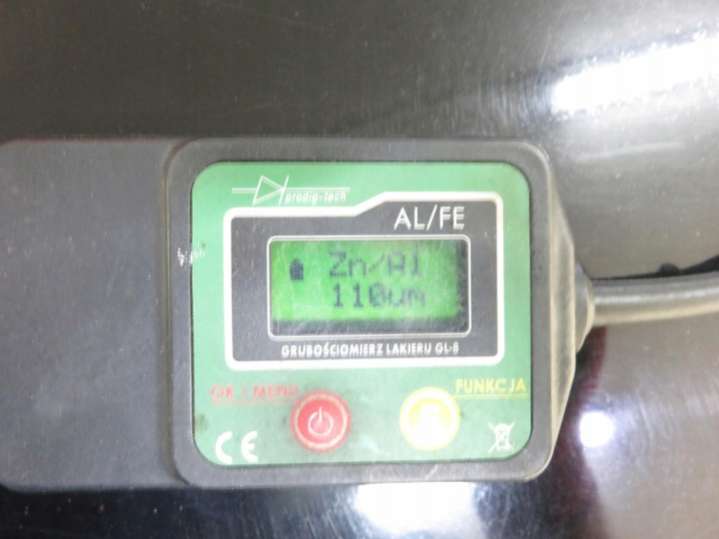 prodig-tech
AL/FE
Zn/Al
110um
GRUBOŚCIOMIERZ LAKIERU GL-8
OK / MENU
FUNKCJA
CE